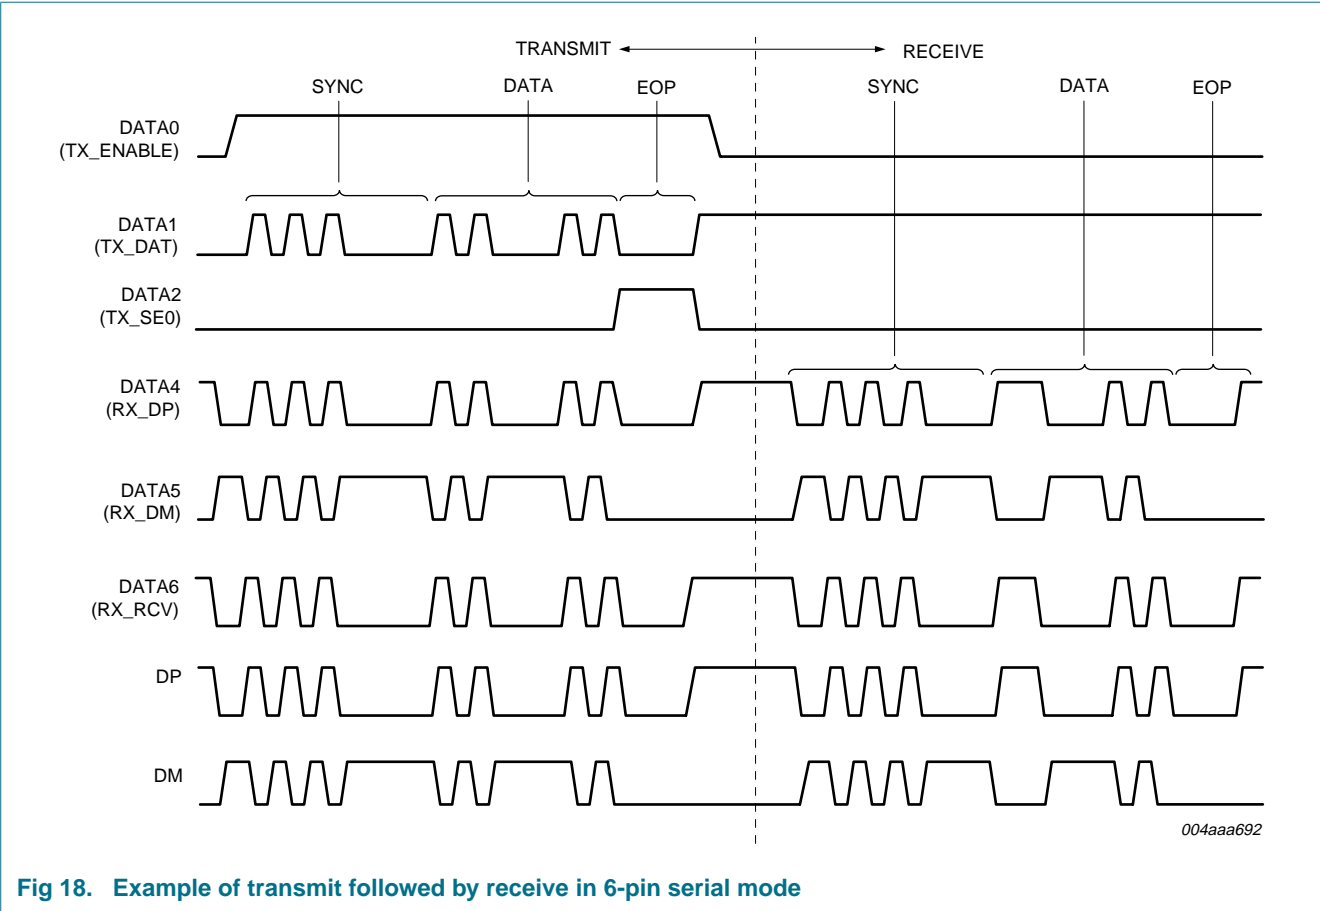 TRANSMIT
RECEIVE
SYNC
DATA
EOP
SYNC
DATA
EOP
DATA0
(TX_ENABLE)
DATA1
(TX_DAT)
DATA2
(TX_SE0)
DATA4
(RX_DP)
DATA5
(RX_DM)
DATA6
(RX_RCV)
DP
DM
004aaa692
Fig 18. Example of transmit followed by receive in 6-pin serial mode